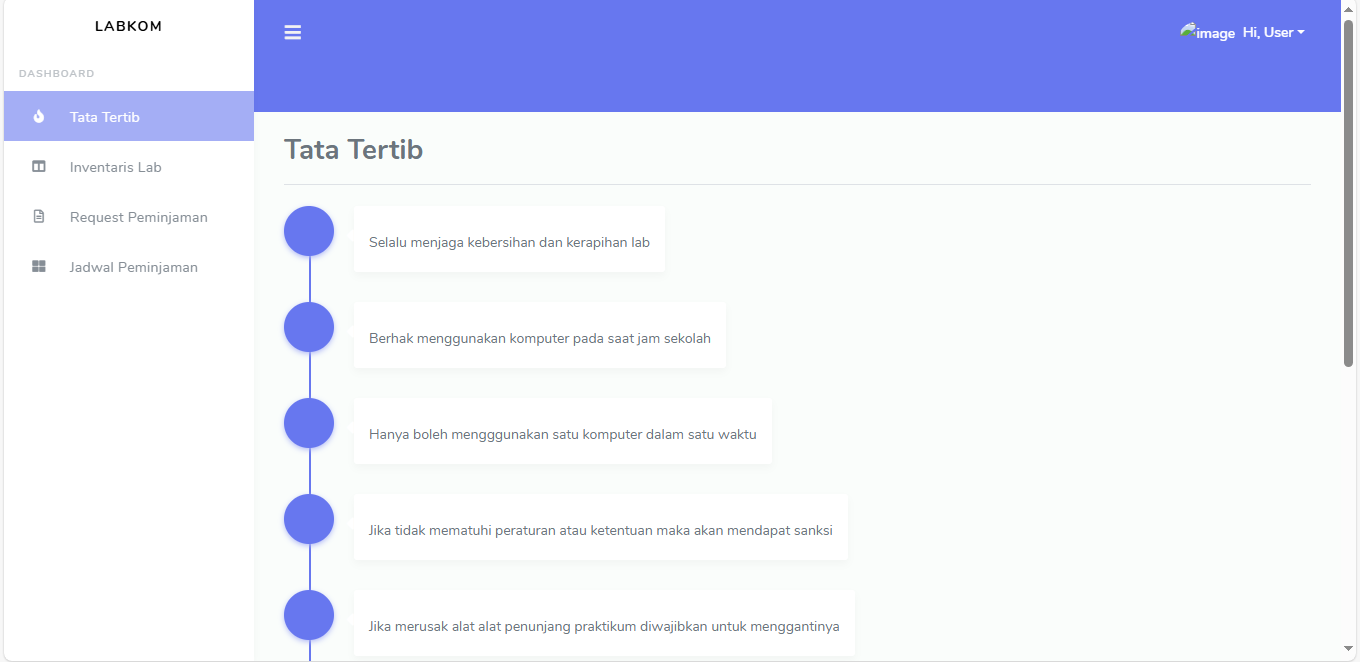 LABKOM
image Hi, User
DASHBOARD
Tata Tertib
Inventaris Lab
Request Peminjaman
Jadwal Peminjaman
Tata Tertib
Selalu menjaga kebersihan dan kerapihan lab
Berhak menggunakan komputer pada saat jam sekolah
Hanya boleh mengggunakan satu komputer dalam satu waktu
Jika tidak mematuhi peraturan atau ketentuan maka akan mendapat sanksi
Jika merusak alat alat penunjang praktikum diwajibkan untuk menggantinya